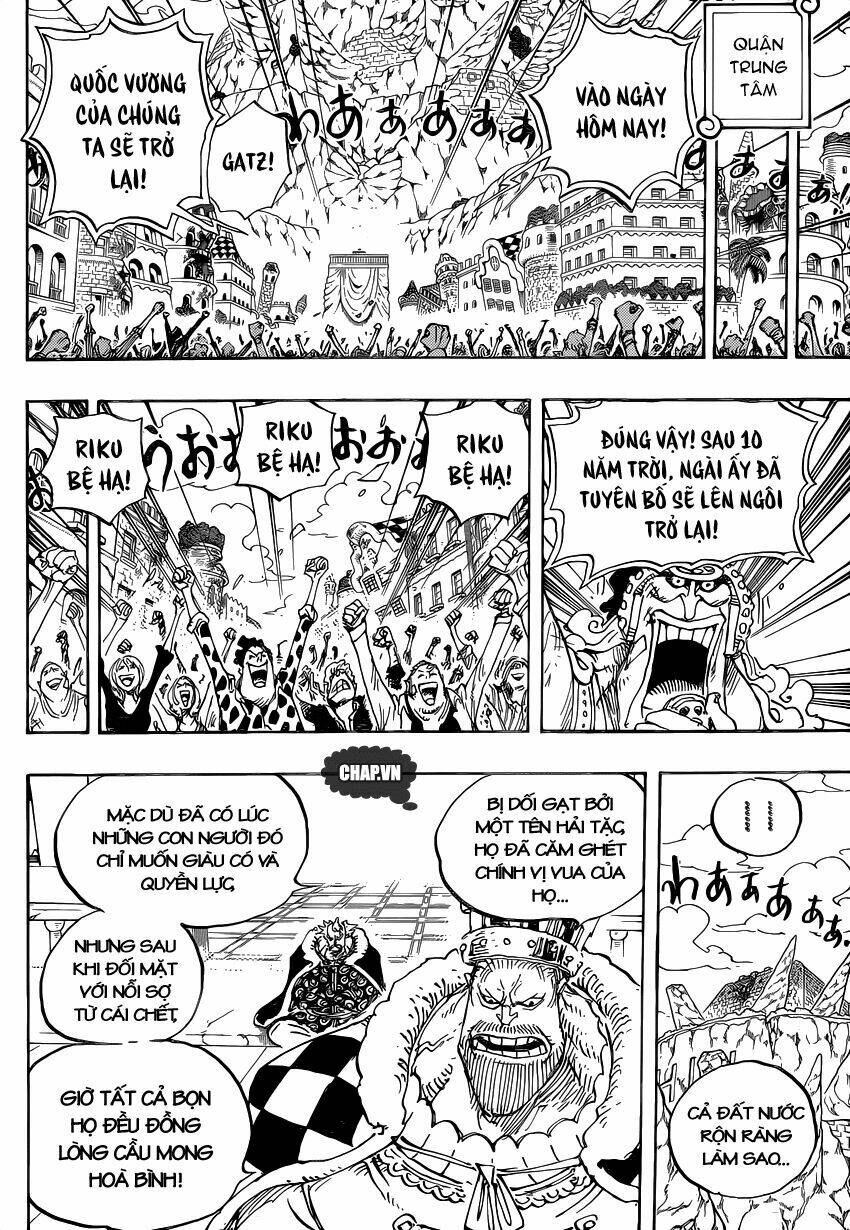 QUẬN
TRUNG
TÂM
VÀO NGÀY
HÔM NAY!
わあぁぁぁぁ
GATZ!
QUỐC VƯƠNG
CỦA CHÚNG
TA SẼ TRỞ
LẠI!
ĐÚNG VẬY! SAU 10
NĂM TRỜI, NGÀI ẤY ĐÃ
TUYÊN BỐ SẼ LÊN NGÔI
TRỞ LẠI!
RIKU
BỆ HẠ!
RIKU
BỆ HẠ!
RIKU
BỆ HẠ!
CHAP.VN
わあぁぁぁぁ
CẢ ĐẤT NƯỚC
RỘN RÀNG
LÀM SAO...
BỊ DỐI GẠT BỞI
MỘT TÊN HẢI TẶC,
HỌ ĐÃ CĂM GHÉT
CHÍNH VỊ VUA CỦA
HỌ...
MẶC DÙ ĐÃ CÓ LÚC
NHỮNG CON NGƯỜI ĐÓ
CHỈ MUỐN GIÀU CÓ VÀ
QUYỀN LỰC,
NHƯNG SAU
KHI ĐỐI MẶT
VỚI NỖI SỢ
TỪ CÁI CHẾT,
GIỜ TẤT CẢ BỌN
HỌ ĐỀU ĐỒNG
LÒNG CẦU MONG
HOÀ BÌNH!